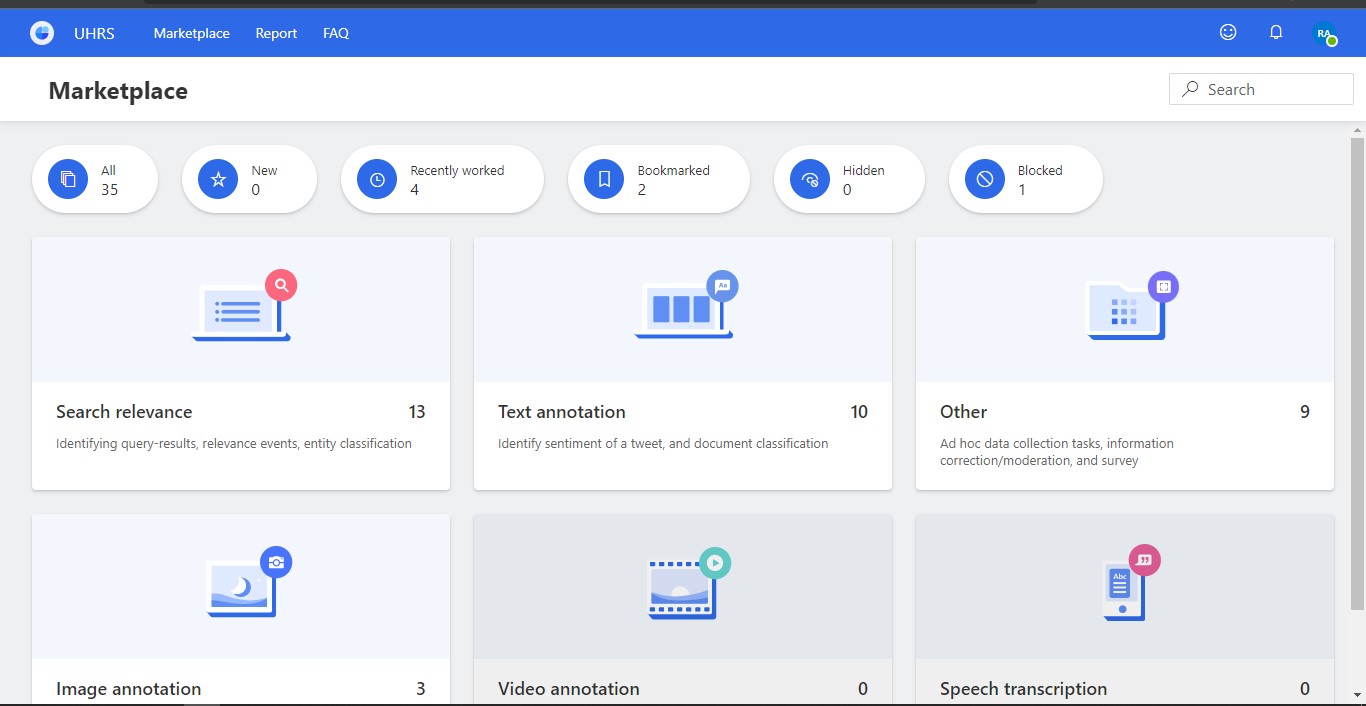 UHRS Marketplace Report FAQ RA
Marketplace
Search
All
35
New
0
Recently worked
4
Bookmarked
2
Hidden
0
Blocked
1
Aa
Search relevance 13
Identifying query-results, relevance events, entity classification
Text annotation 10
Identify sentiment of a tweet, and document classification
Other 9
Ad hoc data collection tasks, information
correction/moderation, and survey
Abc
Image annotation 3
Video annotation 0
Speech transcription 0